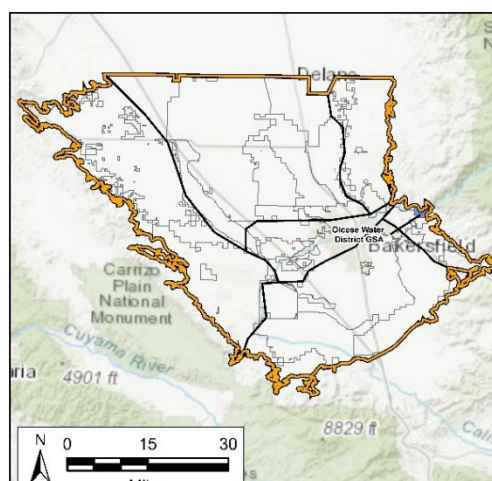 Delano
Olcese Water
District GSA
Bakersfield
Carrizo
Plain
National
Monument
Cuyama River
4901 ft
8829 ft
N
0 15 30